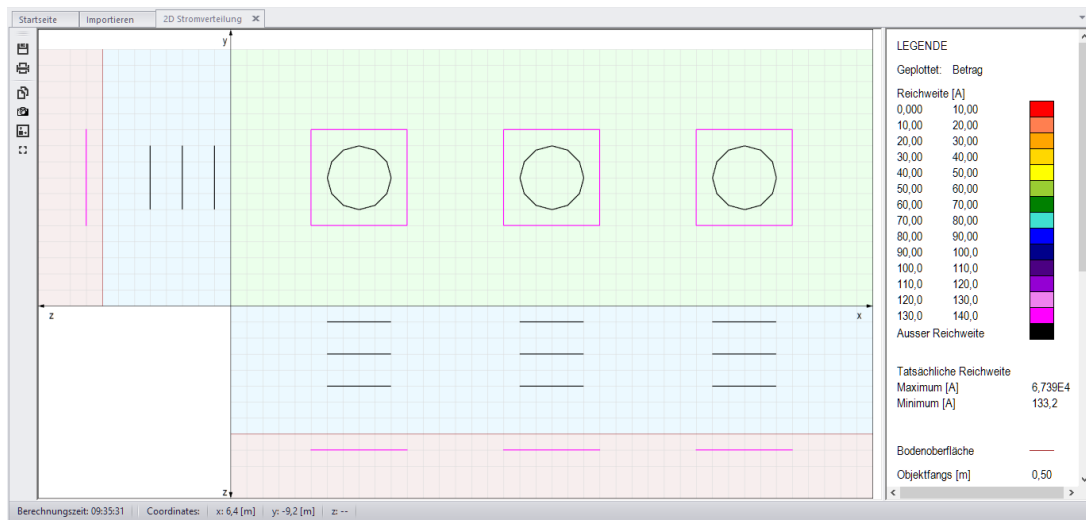 Startseite Importieren 2D Stromverteilung
y
z
x
z
LEGENDE
Geplottet: Betrag
Reichweite [A]
0,000 10,00
10,00 20,00
20,00 30,00
30,00 40,00
40,00 50,00
50,00 60,00
60,00 70,00
70,00 80,00
80,00 90,00
90,00 100,0
100,0 110,0
110,0 120,0
120,0 130,0
130,0 140,0
Ausser Reichweite
Tatsächliche Reichweite
Maximum [A] 6,739E4
Minimum [A] 133,2
Bodenoberfläche
Objektfangs [m] 0,50
Berechnungszeit: 09:35:31 Coordinates: x: 6,4 [m] y: -9,2 [m] z: --